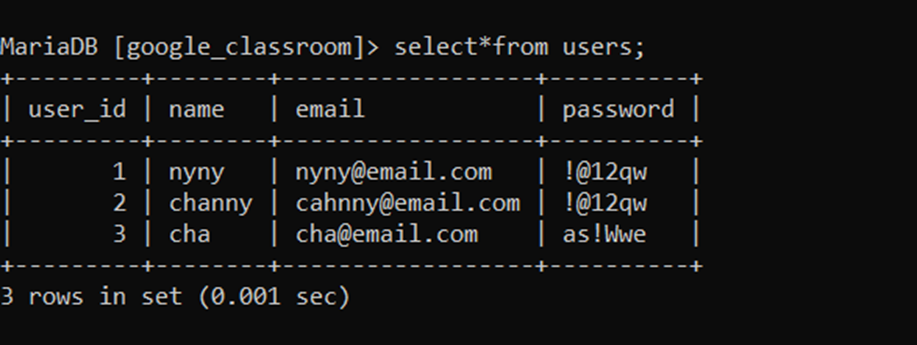 MariaDB [google_classroom]> select*from users;
+---------+--------+------------------+----------+
| user_id | name   | email            | password |
+---------+--------+------------------+----------+
|       1 | nyny   | nyny@email.com   | !@12qw   |
|       2 | channy | cahnny@email.com | !@12qw   |
|       3 | cha    | cha@email.com    | as!Wwe   |
+---------+--------+------------------+----------+
3 rows in set (0.001 sec)